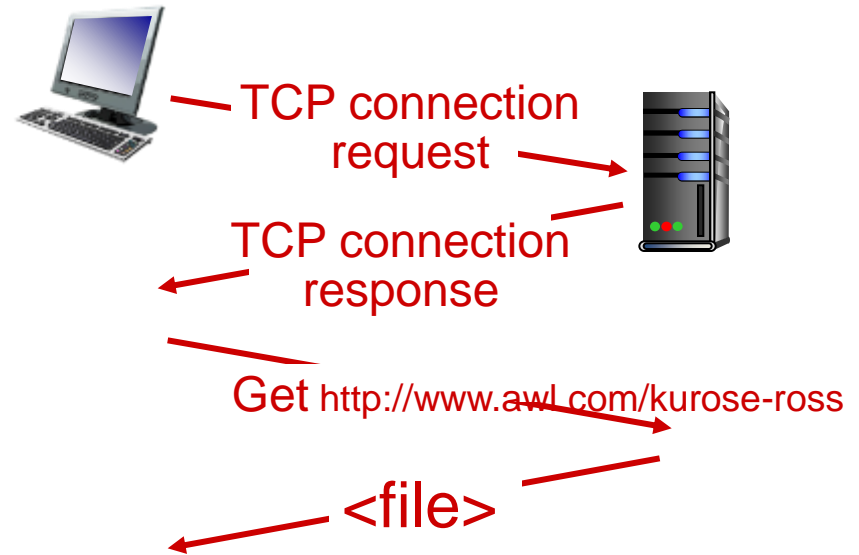 TCP connection
request
TCP connection
response
Get http://www.awl.com/kurose-ross
<file>